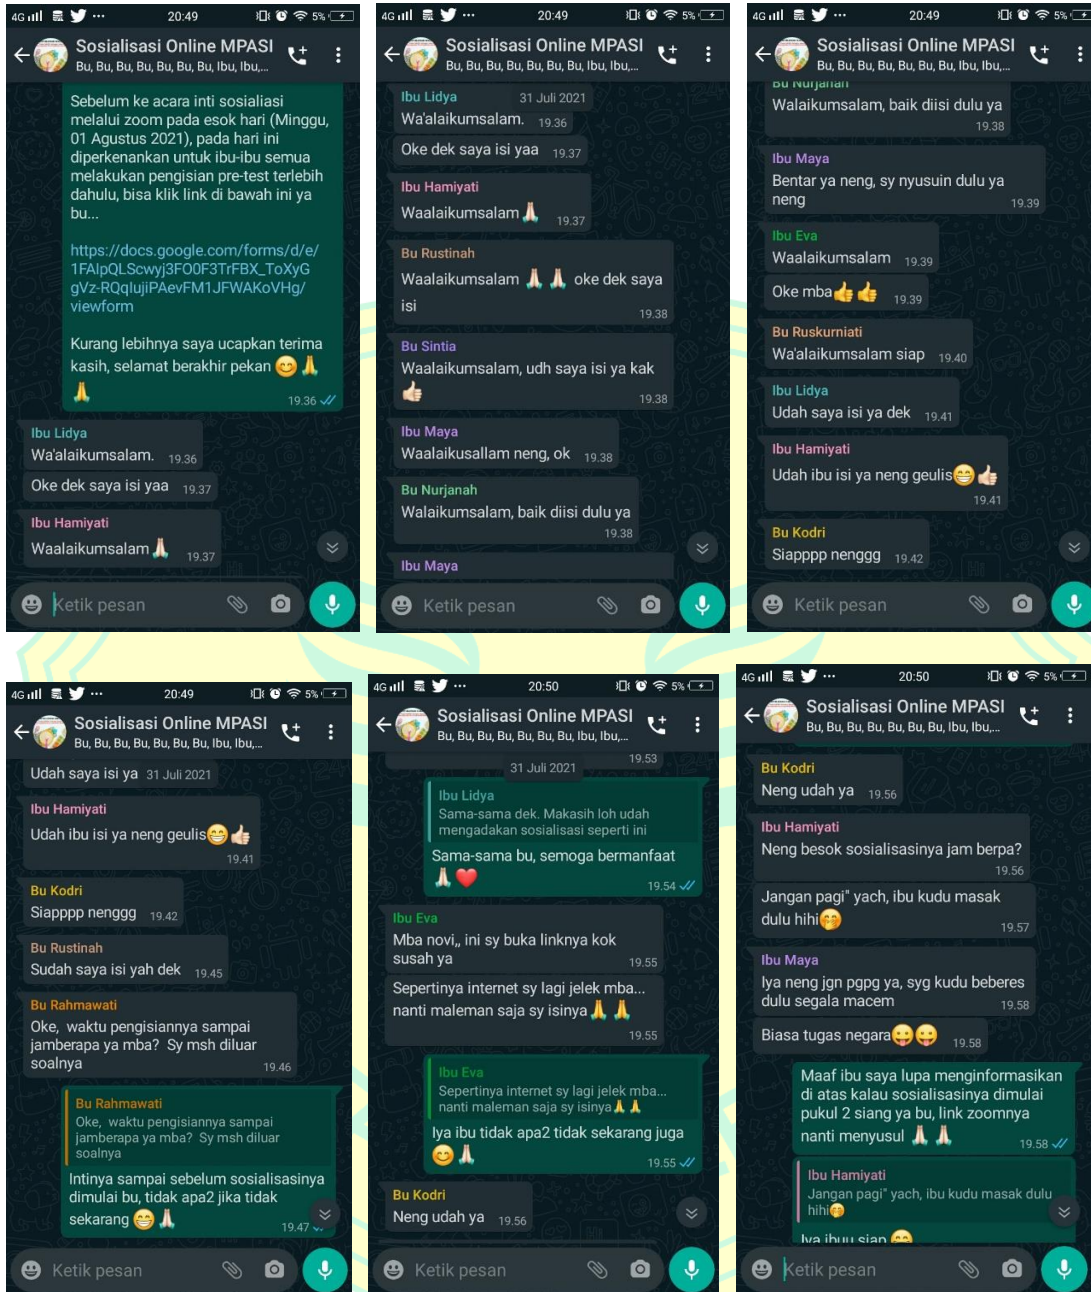 4G 20:49 5%
Sosialisasi Online MPASI
Bu, Bu, Bu, Bu, Bu, Bu, Bu, Ibu, Ibu,...
Sebelum ke acara inti sosialiasi
melalui zoom pada esok hari (Minggu,
01 Agustus 2021), pada hari ini
diperkenankan untuk ibu-ibu semua
melakukan pengisian pre-test terlebih
dahulu, bisa klik link di bawah ini ya
bu...
https://docs.google.com/forms/d/e/
1FAIpQLScwyj3FO0F3TrFBX_ToXyG
gVz-RQqIujiPAevFM1JFWAKoVHg/
viewform
Kurang lebihnya saya ucapkan terima
kasih, selamat berakhir pekan 😊🙏
🙏
19.36
Ibu Lidya
Wa'alaikumsalam. 19.36
Oke dek saya isi yaa 19.37
Ibu Hamiyati
Waalaikumsalam🙏🏻 19.37
Ketik pesan
4G 20:49 5%
Sosialisasi Online MPASI
Bu, Bu, Bu, Bu, Bu, Bu, Bu, Ibu, Ibu,...
Ibu Lidya
31 Juli 2021
Wa'alaikumsalam. 19.36
Oke dek saya isi yaa 19.37
Ibu Hamiyati
Waalaikumsalam🙏🏻 19.37
Bu Rustinah
Waalaikumsalam 🙏🏻 🙏🏻 oke dek saya
isi
19.38
Bu Sintia
Waalaikumsalam, udh saya isi ya kak
👍🏻 19.38
Ibu Maya
Waalaikusallam neng, ok 19.38
Bu Nurjanah
Walaikumsalam, baik diisi dulu ya
19.38
Ibu Maya
Ketik pesan
4G 20:49 5%
Sosialisasi Online MPASI
Bu, Bu, Bu, Bu, Bu, Bu, Bu, Ibu, Ibu,...
Bu Nurjanah
Walaikumsalam, baik diisi dulu ya
19.38
Ibu Maya
Bentar ya neng, sy nyusuin dulu ya
neng 19.39
Ibu Eva
Waalaikumsalam 19.39
Oke mba👍👍 19.39
Bu Ruskurniati
Wa'alaikumsalam siap 19.40
Ibu Lidya
Udah saya isi ya dek 19.41
Ibu Hamiyati
Udah ibu isi ya neng geulis😁👍🏻
19.41
Bu Kodri
Siapppp nenggg 19.42
Ketik pesan
4G 20:49 5%
Sosialisasi Online MPASI
Bu, Bu, Bu, Bu, Bu, Bu, Bu, Ibu, Ibu,...
Udah saya isi ya 31 Juli 2021
Ibu Hamiyati
Udah ibu isi ya neng geulis😁👍🏻
19.41
Bu Kodri
Siapppp nenggg 19.42
Bu Rustinah
Sudah saya isi yah dek 19.45
Bu Rahmawati
Oke, waktu pengisiannya sampai
jamberapa ya mba? Sy msh diluar
soalnya 19.46
Bu Rahmawati
Oke, waktu pengisiannya sampai
jamberapa ya mba? Sy msh diluar
soalnya
Intinya sampai sebelum sosialisasinya
dimulai bu, tidak apa2 jika tidak
sekarang 😁🙏🏻 19.47
Ketik pesan
4G 20:50 5%
Sosialisasi Online MPASI
Bu, Bu, Bu, Bu, Bu, Bu, Bu, Ibu, Ibu,...
19.53
31 Juli 2021
Ibu Lidya
Sama-sama dek. Makasih loh udah
mengadakan sosialisasi seperti ini
Sama-sama bu, semoga bermanfaat
🙏🏻❤️ 19.54
Ibu Eva
Mba novi,, ini sy buka linknya kok
susah ya 19.55
Sepertinya internet sy lagi jelek mba...
nanti maleman saja sy isinya🙏🙏
19.55
Ibu Eva
Sepertinya internet sy lagi jelek mba...
nanti maleman saja sy isinya🙏🙏
Iya ibu tidak apa2 tidak sekarang juga
😊🙏🏻 19.55
Bu Kodri
Neng udah ya 19.56
Ketik pesan
4G 20:50 5%
Sosialisasi Online MPASI
Bu, Bu, Bu, Bu, Bu, Bu, Bu, Ibu, Ibu,...
Bu Kodri
Neng udah ya 19.56
Ibu Hamiyati
Neng besok sosialisasinya jam berpa?
19.56
Jangan pagi" yach, ibu kudu masak
dulu hihi🤭 19.57
Ibu Maya
Iya neng jgn pgpg ya, syg kudu beberes
dulu segala macem 19.58
Biasa tugas negara😛😛 19.58
Maaf ibu saya lupa menginformasikan
di atas kalau sosialisasinya dimulai
pukul 2 siang ya bu, link zoomnya
nanti menyusul 🙏🏻 🙏🏻 19.58
Ibu Hamiyati
Jangan pagi" yach, ibu kudu masak dulu
hihi🤭
Iya ibuu siap 😁
Ketik pesan